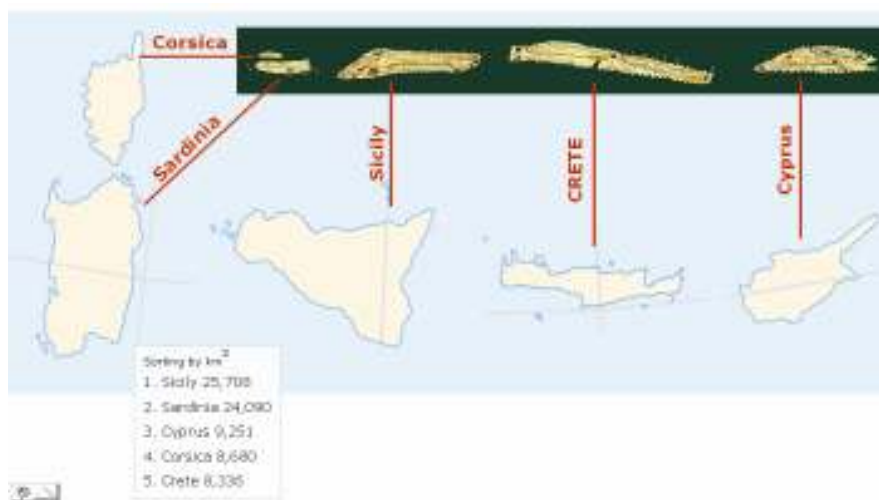 Corsica
Sardinia
Sicily
CRETE
Cyprus
Sorting by km²
1. Sicily 25,708
2. Sardinia 24,090
3. Cyprus 9,251
4. Corsica 8,680
5. Crete 8,336